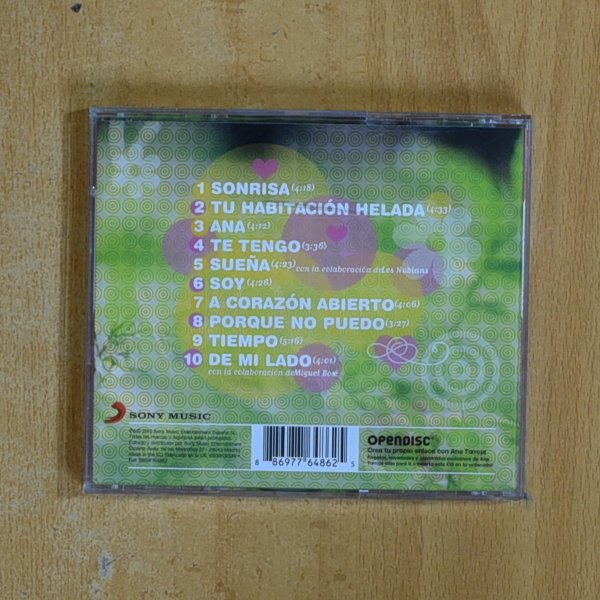 1 SONRISA (4:18)
2 TU HABITACIÓN HELADA (4:33)
3 ANA (4:12)
4 TE TENGO (3:36)
5 SUEÑA (4:23) con la colaboración de Les Nubians
6 SOY (4:26)
7 A CORAZÓN ABIERTO (4:06)
8 PORQUE NO PUEDO (3:27)
9 TIEMPO (5:16)
10 DE MI LADO (4:01)
con la colaboración de Miguel Bosé
SONY MUSIC
8 86977 64862 5
OPENDISC
Crea tu propio enlace con Ana Torroja